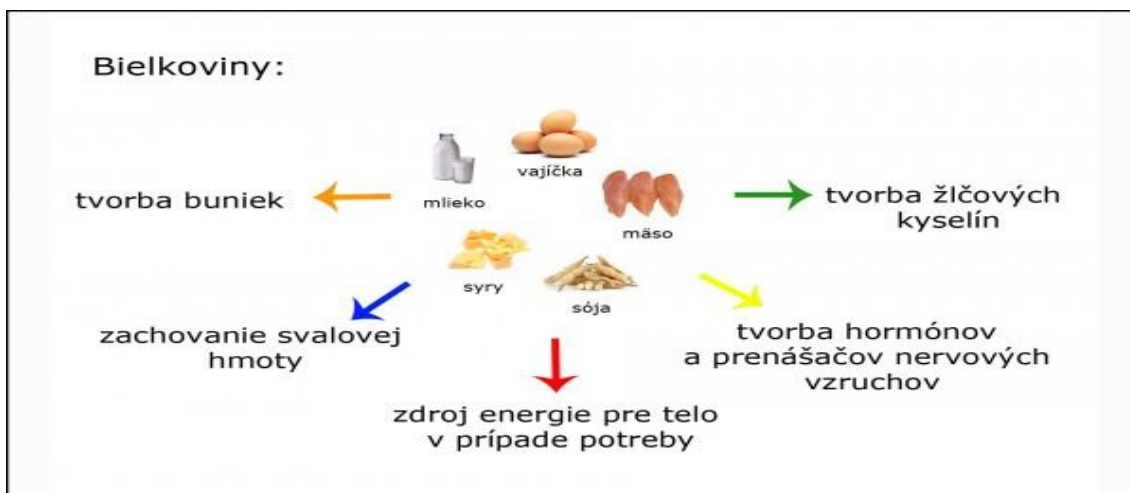 Bielkoviny:
vajíčka
mlieko
mäso
syry
sója
tvorba buniek
tvorba žlčových
kyselín
zachovanie svalovej
hmoty
tvorba hormónov
a prenášačov nervových
vzruchov
zdroj energie pre telo
v prípade potreby